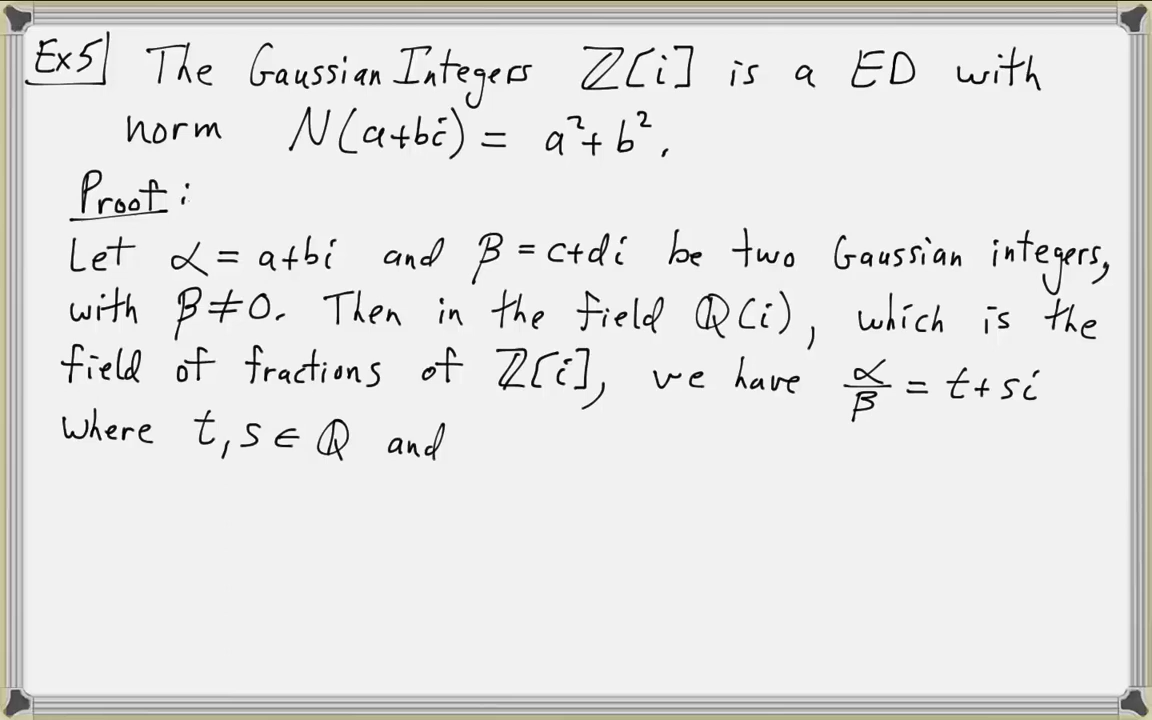 Ex5 The Gaussian Integers ℤ[i] is a ED with
norm N(a+bi) = a²+b².
Proof:
Let α = a+bi and β = c+di be two Gaussian integers,
with β≠0. Then in the field ℚ(i), which is the
field of fractions of ℤ[i], we have α/β = t+si
where t,s ∈ ℚ and